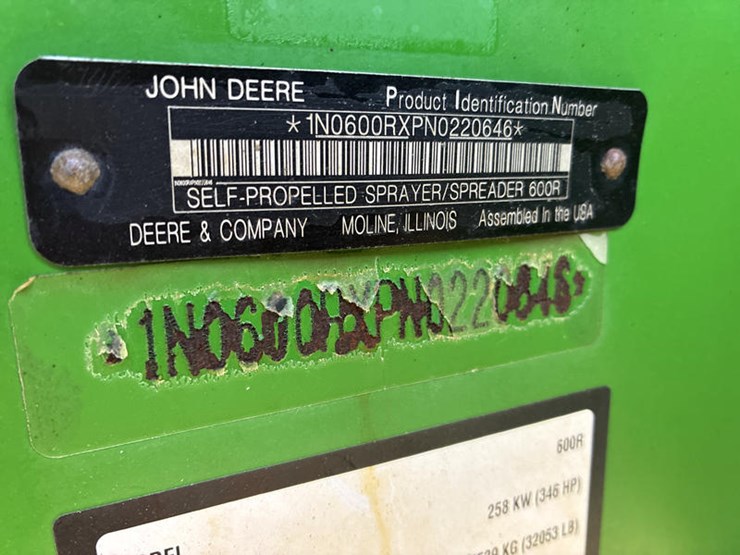 JOHN DEERE
Product Identification Number
*1N0600RXPN0220646*
SELF-PROPELLED SPRAYER/SPREADER 600R
DEERE & COMPANY MOLINE, ILLINOIS Assembled in the USA
600R
258 KW (346 HP)
KG (32053 LB)